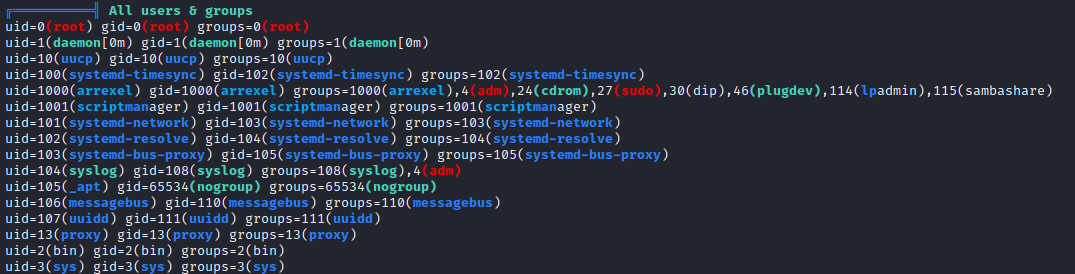 ╔══════════╣ All users & groups
uid=0(root) gid=0(root) groups=0(root)
uid=1(daemon[0m) gid=1(daemon[0m) groups=1(daemon[0m)
uid=10(uucp) gid=10(uucp) groups=10(uucp)
uid=100(systemd-timesync) gid=102(systemd-timesync) groups=102(systemd-timesync)
uid=1000(arrexel) gid=1000(arrexel) groups=1000(arrexel),4(adm),24(cdrom),27(sudo),30(dip),46(plugdev),114(lpadmin),115(sambashare)
uid=1001(scriptmanager) gid=1001(scriptmanager) groups=1001(scriptmanager)
uid=101(systemd-network) gid=103(systemd-network) groups=103(systemd-network)
uid=102(systemd-resolve) gid=104(systemd-resolve) groups=104(systemd-resolve)
uid=103(systemd-bus-proxy) gid=105(systemd-bus-proxy) groups=105(systemd-bus-proxy)
uid=104(syslog) gid=108(syslog) groups=108(syslog),4(adm)
uid=105(_apt) gid=65534(nogroup) groups=65534(nogroup)
uid=106(messagebus) gid=110(messagebus) groups=110(messagebus)
uid=107(uuidd) gid=111(uuidd) groups=111(uuidd)
uid=13(proxy) gid=13(proxy) groups=13(proxy)
uid=2(bin) gid=2(bin) groups=2(bin)
uid=3(sys) gid=3(sys) groups=3(sys)